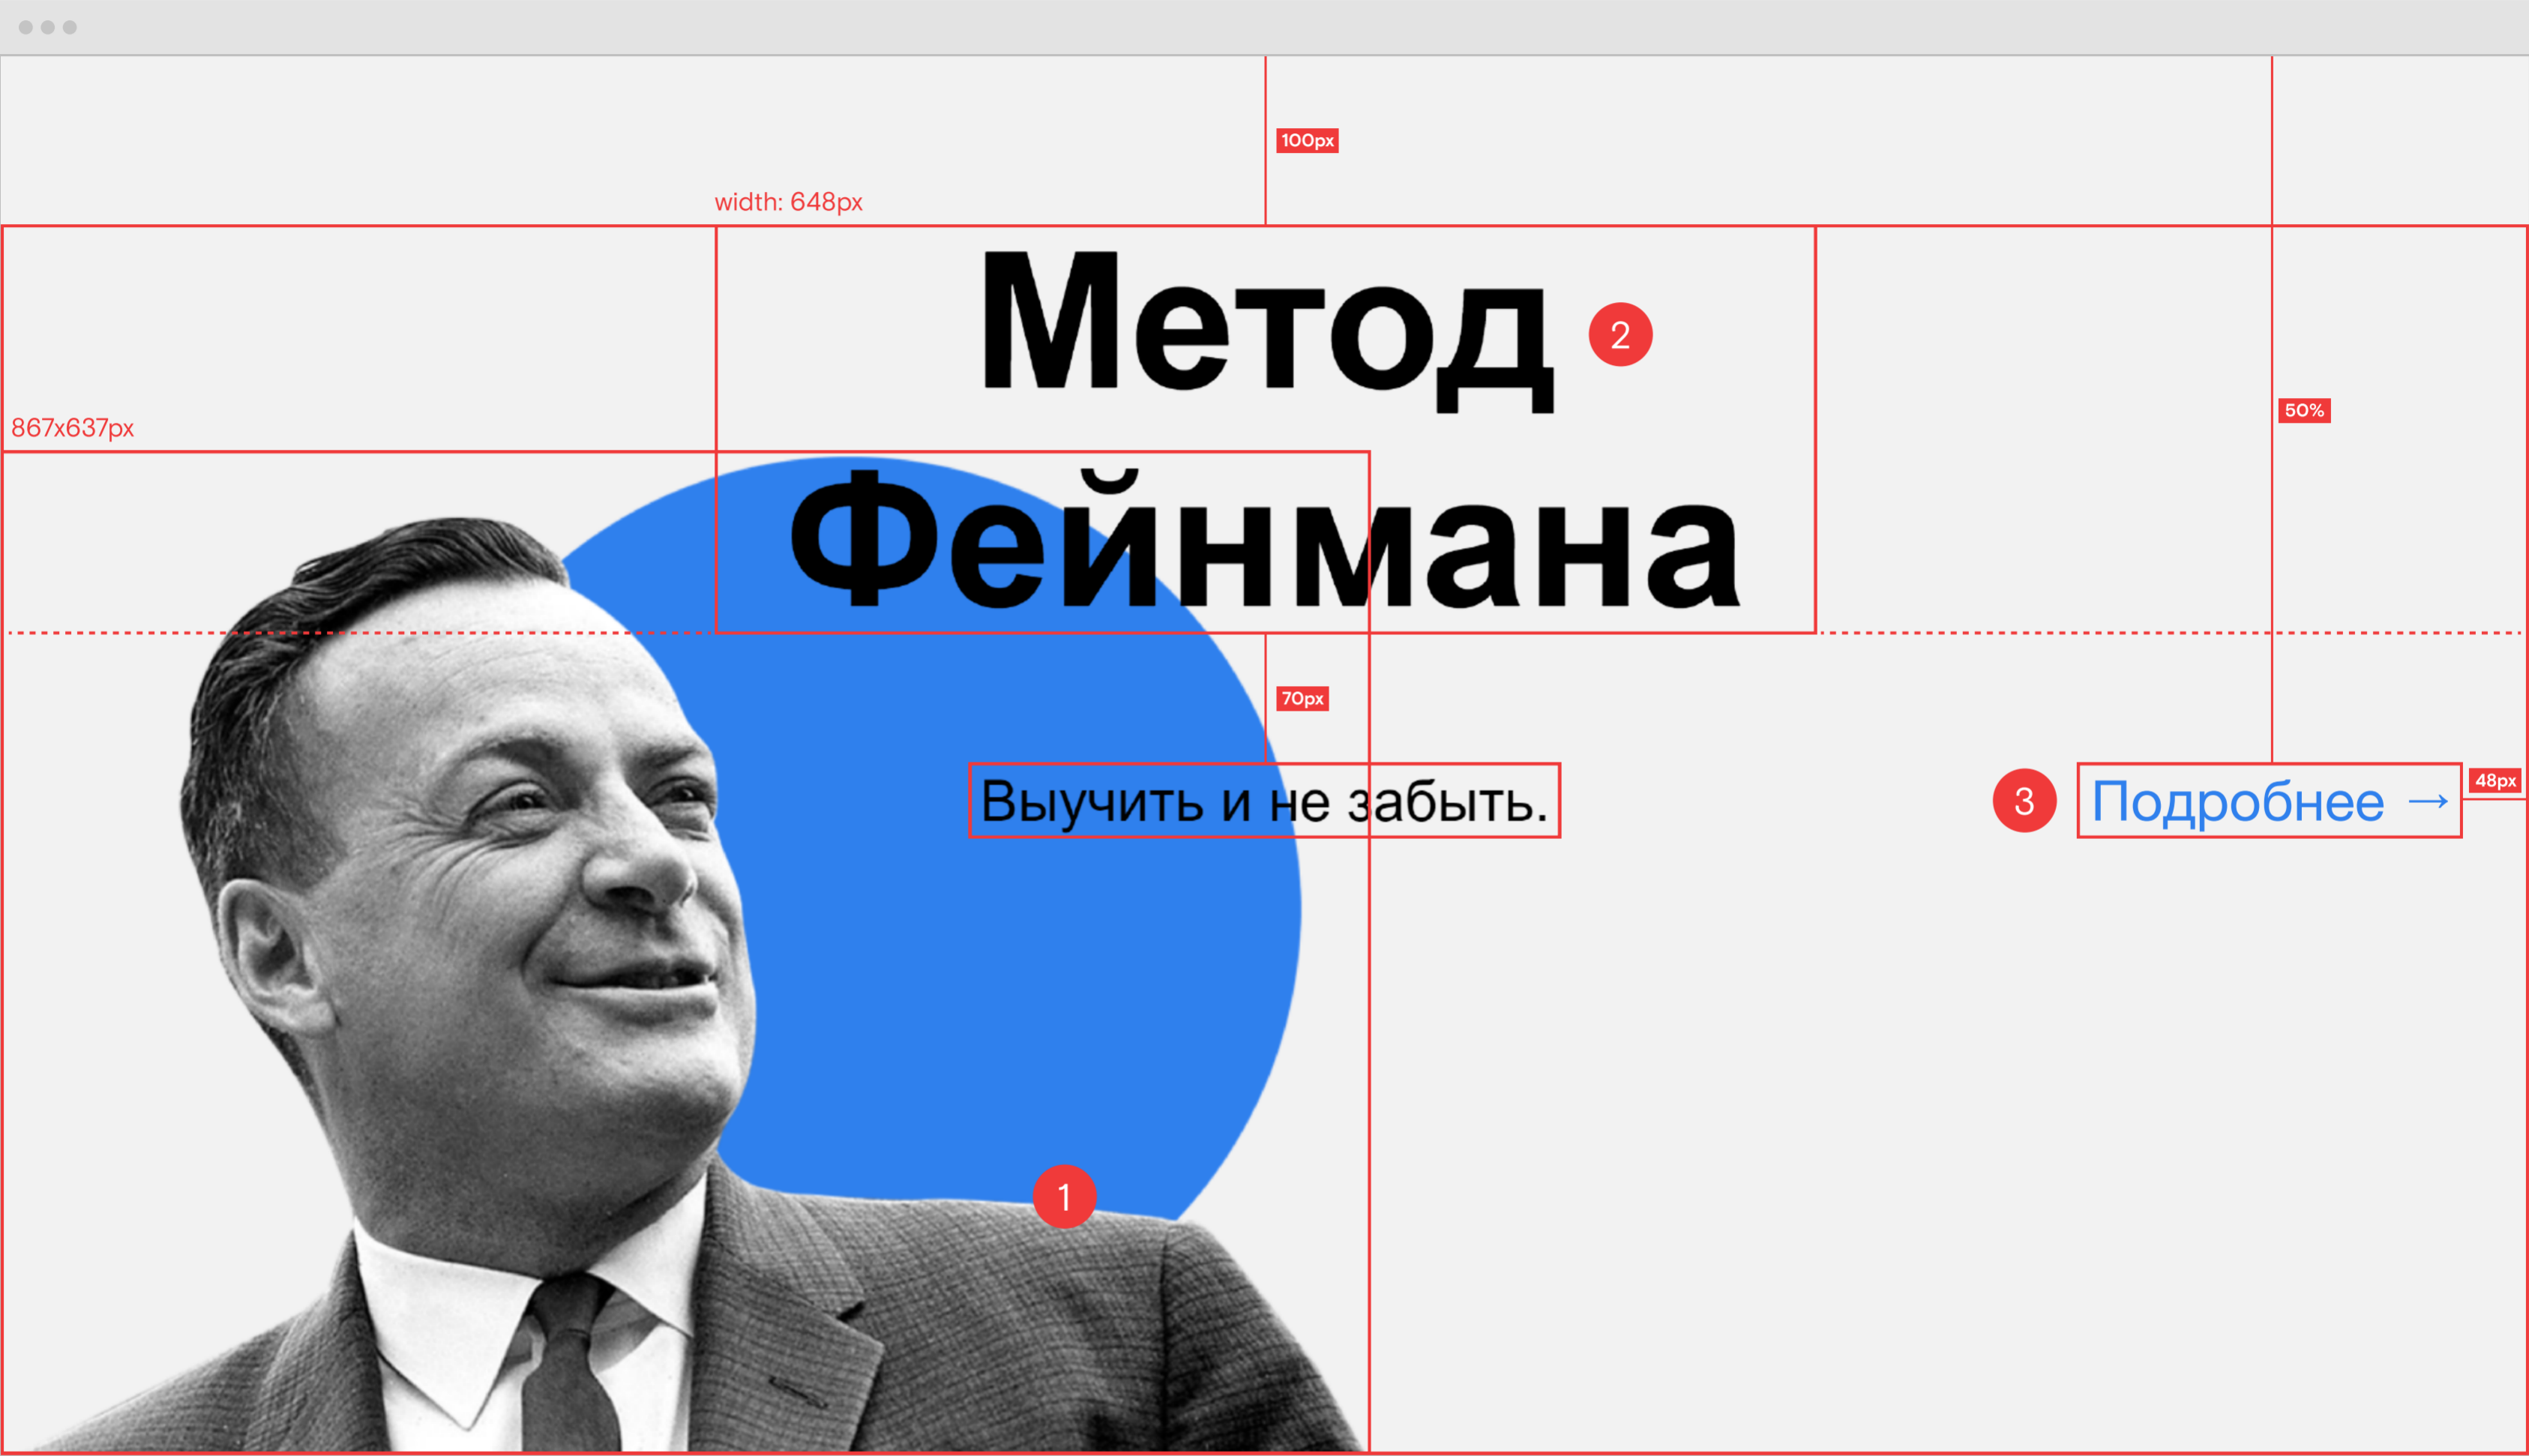 100px
width: 648px
Метод
2
50%
867x637px
Фейнмана
70px
Выучить и не забыть.
3
Подробнее →
48px
1